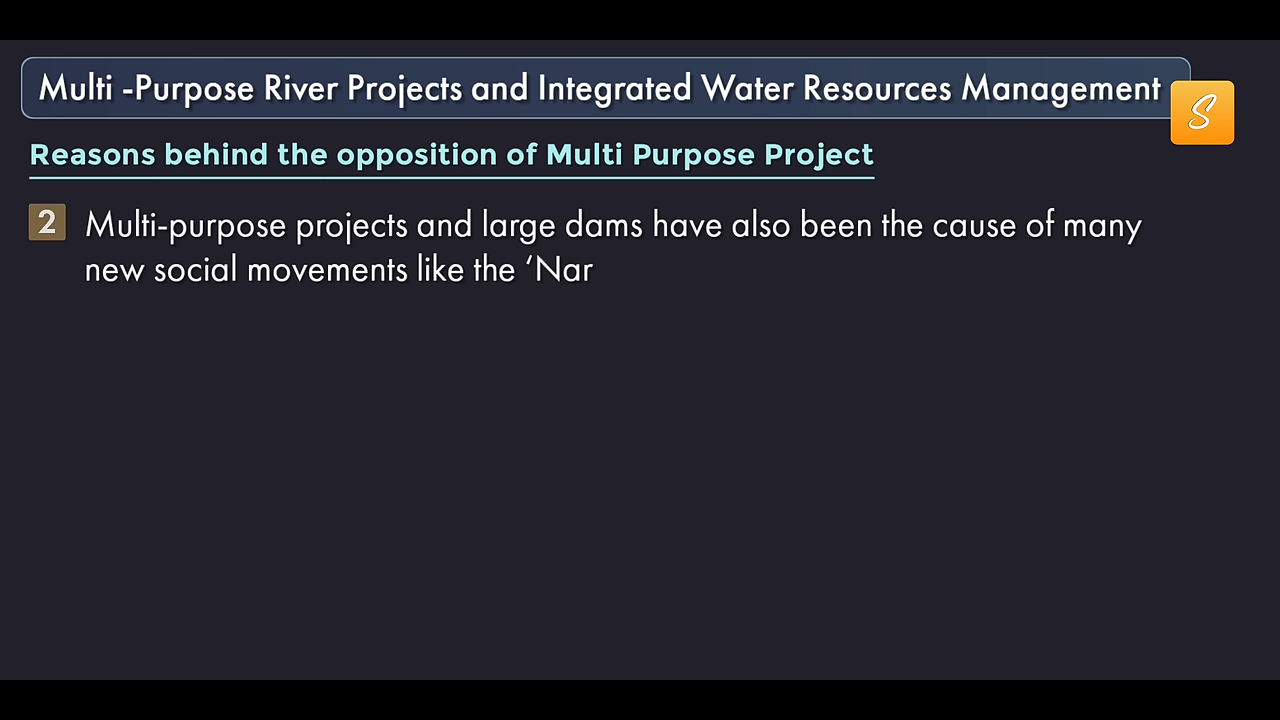 Multi -Purpose River Projects and Integrated Water Resources Management
S
Reasons behind the opposition of Multi Purpose Project
2 Multi-purpose projects and large dams have also been the cause of many
new social movements like the ‘Nar